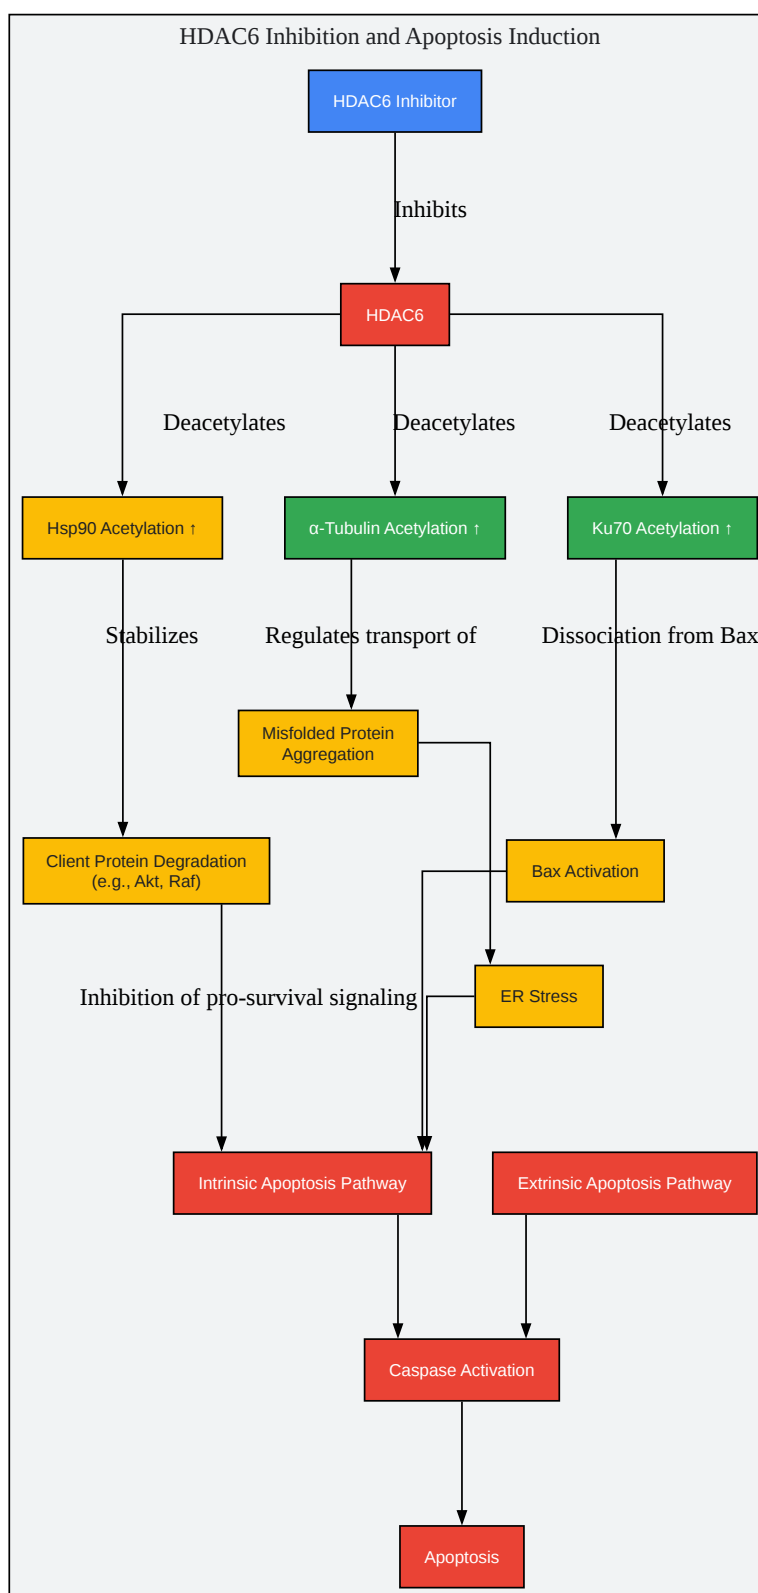 HDAC6 Inhibition and Apoptosis Induction
HDAC6 Inhibitor
Inhibits
HDAC6
Deacetylates
Deacetylates
Deacetylates
Hsp90 Acetylation ↑
α-Tubulin Acetylation ↑
Ku70 Acetylation ↑
Stabilizes
Regulates transport of
Dissociation from Bax
Misfolded Protein
Aggregation
Client Protein Degradation
(e.g., Akt, Raf)
Bax Activation
Inhibition of pro-survival signaling
ER Stress
Intrinsic Apoptosis Pathway
Extrinsic Apoptosis Pathway
Caspase Activation
Apoptosis